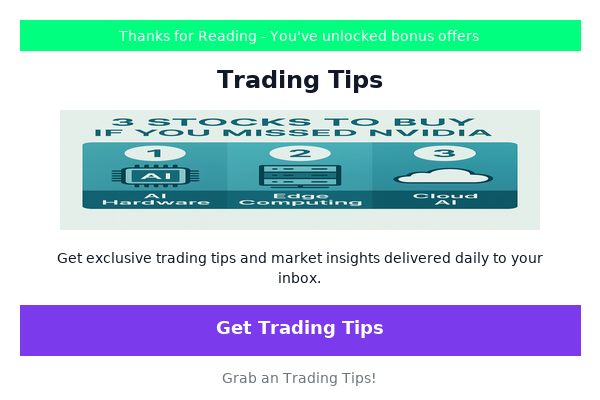 Thanks for Reading - You've unlocked bonus offers
Trading Tips
3 STOCKS TO BUY
IF YOU MISSED NVIDIA
1 2 3
AI
AI Hardware
Edge Computing
Cloud AI
Get exclusive trading tips and market insights delivered daily to your
inbox.
Get Trading Tips
Grab an Trading Tips!